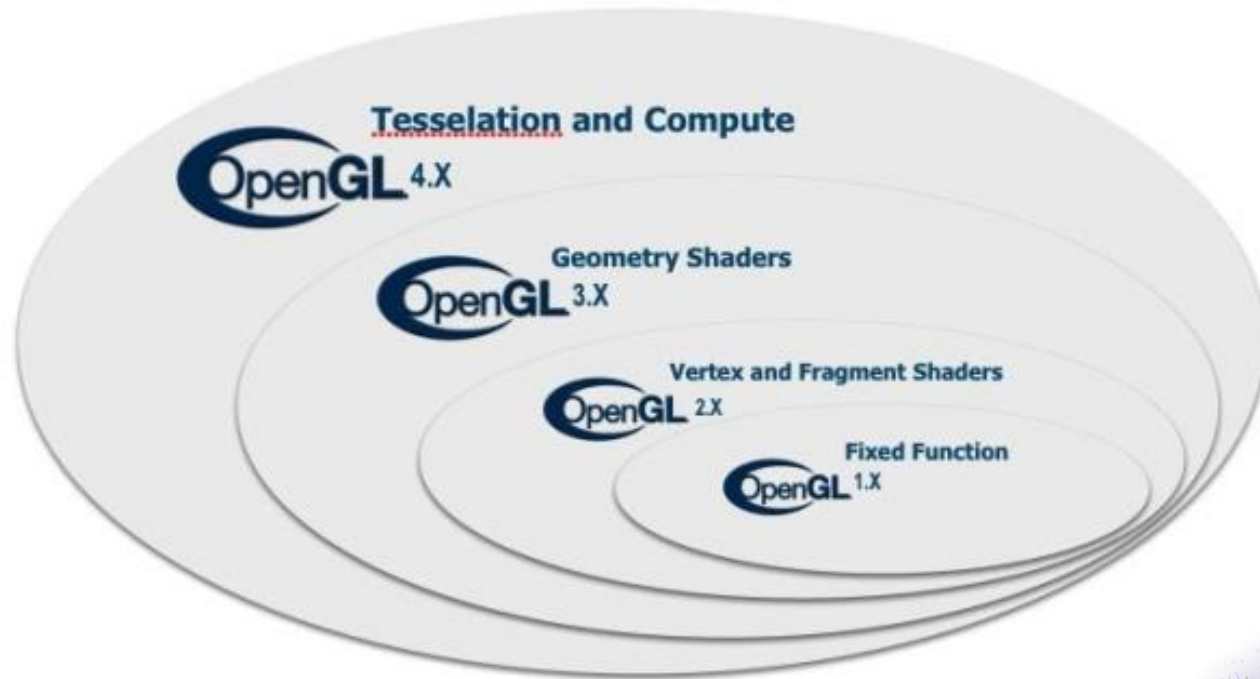 Tesselation and Compute
OpenGL 4.X
Geometry Shaders
OpenGL 3.X
Vertex and Fragment Shaders
OpenGL 2.X
Fixed Function
OpenGL 1.X